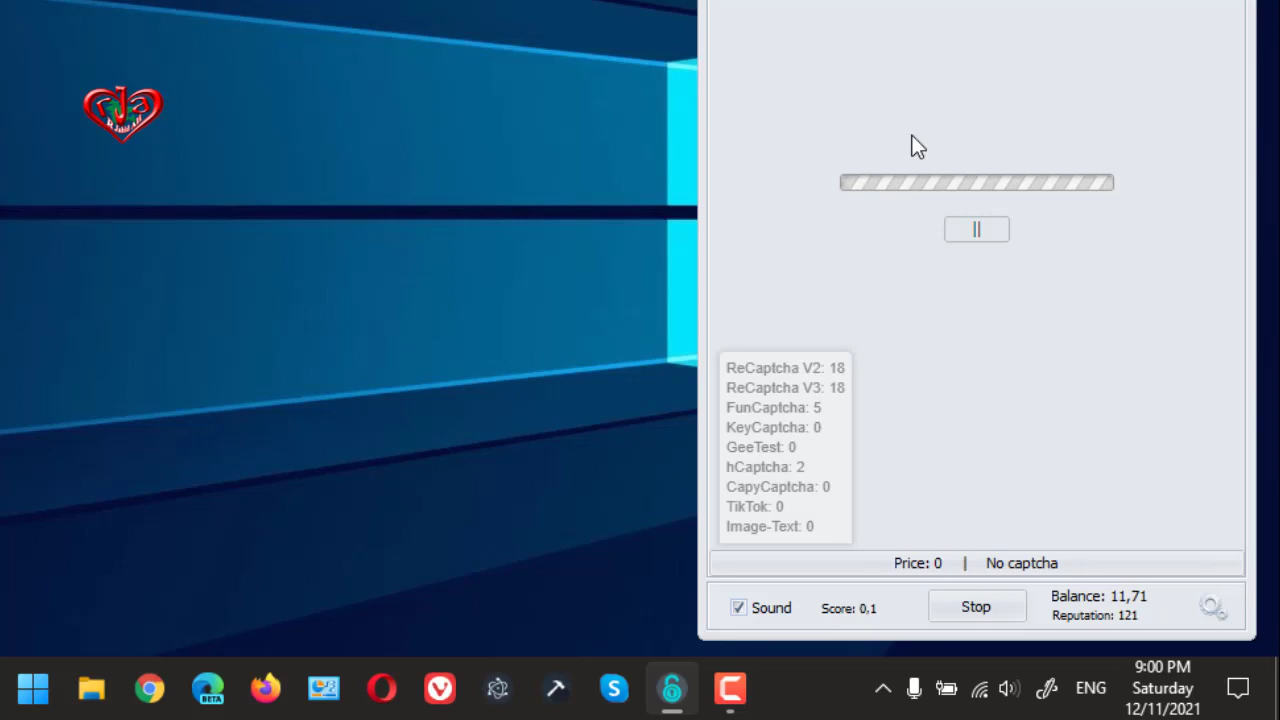 rJa
ReCaptcha V2: 18
ReCaptcha V3: 18
FunCaptcha: 5
KeyCaptcha: 0
GeeTest: 0
hCaptcha: 2
CapyCaptcha: 0
TikTok: 0
Image-Text: 0
Price: 0 | No captcha
Sound
Score: 0,1
Stop
Balance: 11,71
Reputation: 121
BETA
ENG
9:00 PM
Saturday
12/11/2021